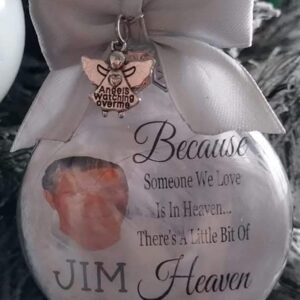 Angels
watching
over me
Because
Someone We Love
Is In Heaven...
There's A Little Bit Of
Heaven
JIM